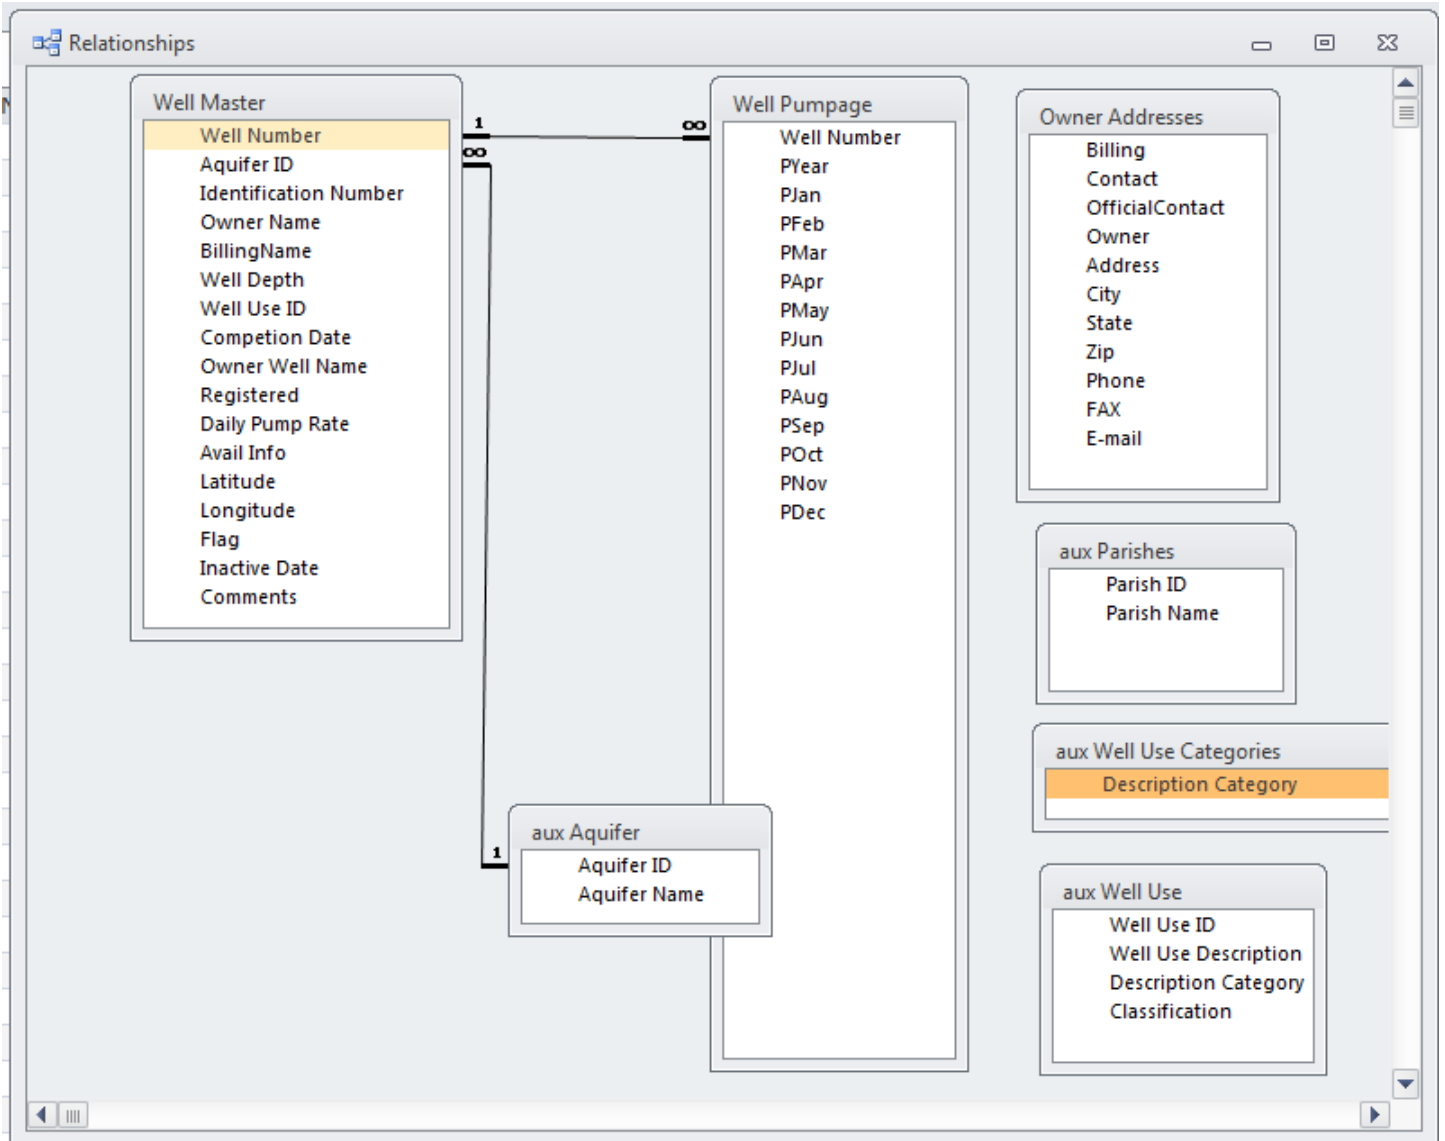 Relationships
Well Master
Well Number
Aquifer ID
Identification Number
Owner Name
BillingName
Well Depth
Well Use ID
Competion Date
Owner Well Name
Registered
Daily Pump Rate
Avail Info
Latitude
Longitude
Flag
Inactive Date
Comments
1
∞
∞
1
Well Pumpage
Well Number
PYear
PJan
PFeb
PMar
PApr
PMay
PJun
PJul
PAug
PSep
POct
PNov
PDec
aux Aquifer
Aquifer ID
Aquifer Name
Owner Addresses
Billing
Contact
OfficialContact
Owner
Address
City
State
Zip
Phone
FAX
E-mail
aux Parishes
Parish ID
Parish Name
aux Well Use Categories
Description Category
aux Well Use
Well Use ID
Well Use Description
Description Category
Classification